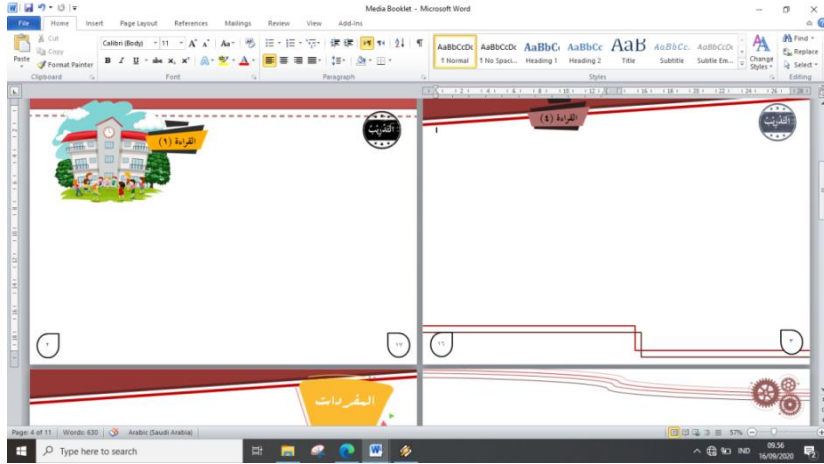 Media Booklet - Microsoft Word
File Home Insert Page Layout References Mailings Review View Add-Ins
Paste
Cut
Copy
Format Painter
Clipboard
Calibri (Body) 11
Font
Paragraph
AaBbCcDc AaBbCcDc AaBbC AaBbCc AaB AaBbCc. AaBbCcDc
¶ Normal ¶ No Spaci... Heading 1 Heading 2 Title Subtitle Subtle Em...
Change Styles
Styles
Find
Replace
Select
Editing
التدريب
القراءة (١)
التدريب
القراءة (٤)
٢
١٧
١٦
٣
المفردات
Page: 4 of 11 Words: 630 Arabic (Saudi Arabia) 57%
Type here to search
IND
09.56
16/09/2020